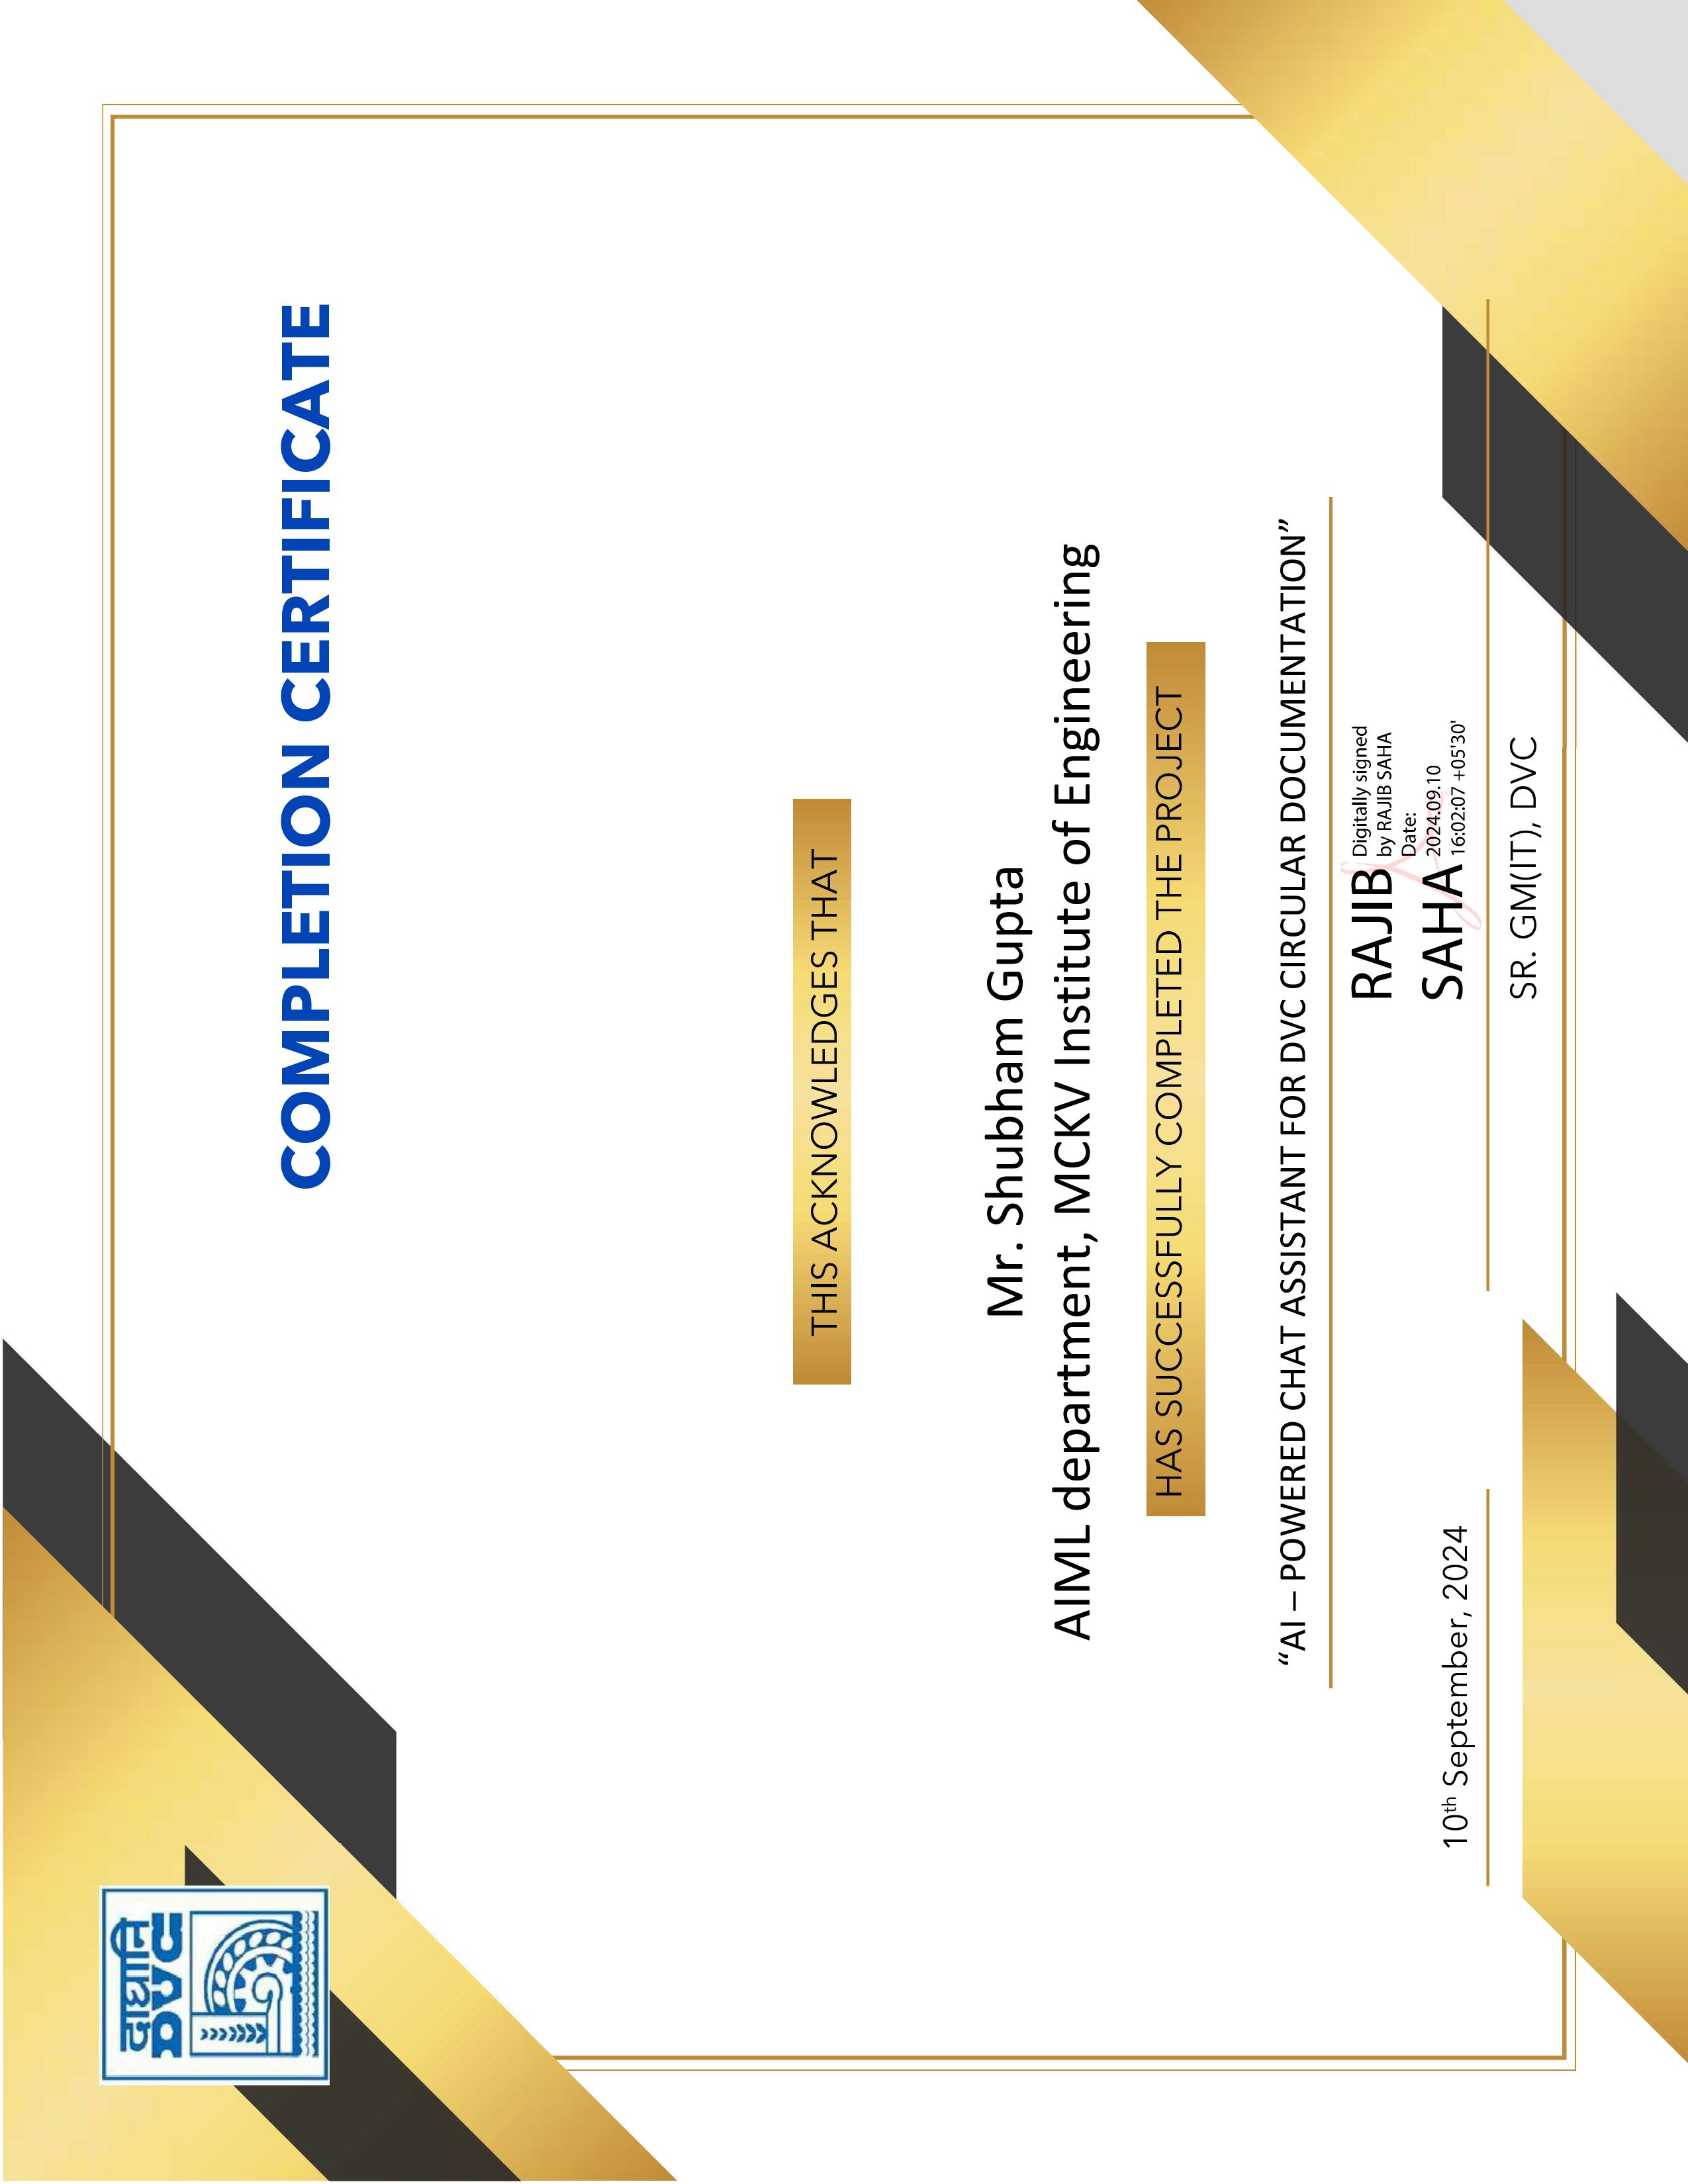 दाघानि
DVC
COMPLETION CERTIFICATE
THIS ACKNOWLEDGES THAT
Mr. Shubham Gupta
AIML department, MCKV Institute of Engineering
HAS SUCCESSFULLY COMPLETED THE PROJECT
“AI – POWERED CHAT ASSISTANT FOR DVC CIRCULAR DOCUMENTATION”
RAJIB
SAHA
Digitally signed
by RAJIB SAHA
Date:
2024.09.10
16:02:07 +05'30'
10th September, 2024
SR. GM(IT), DVC